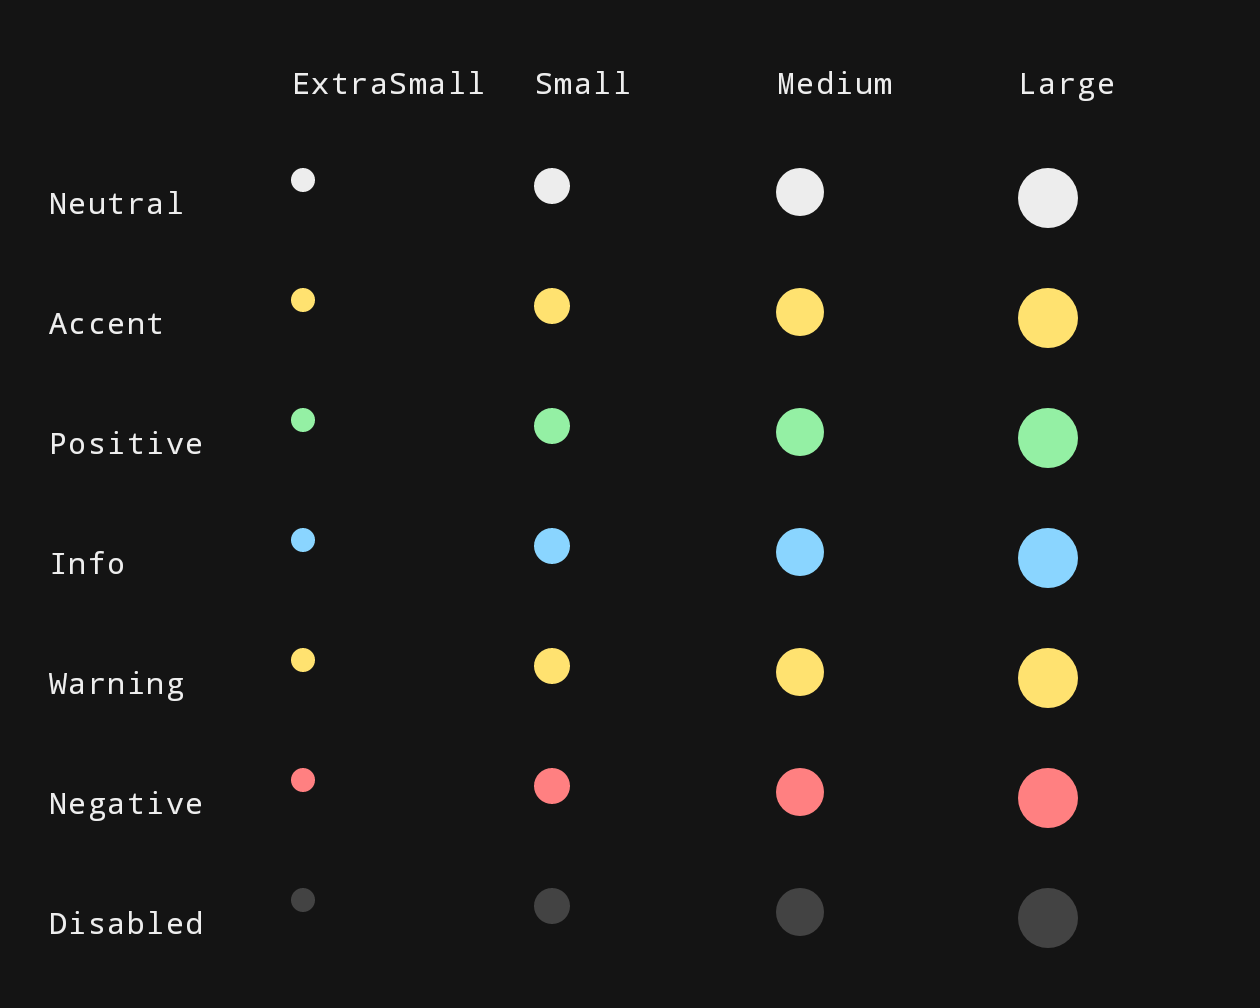 ExtraSmall Small Medium Large
Neutral
Accent
Positive
Info
Warning
Negative
Disabled